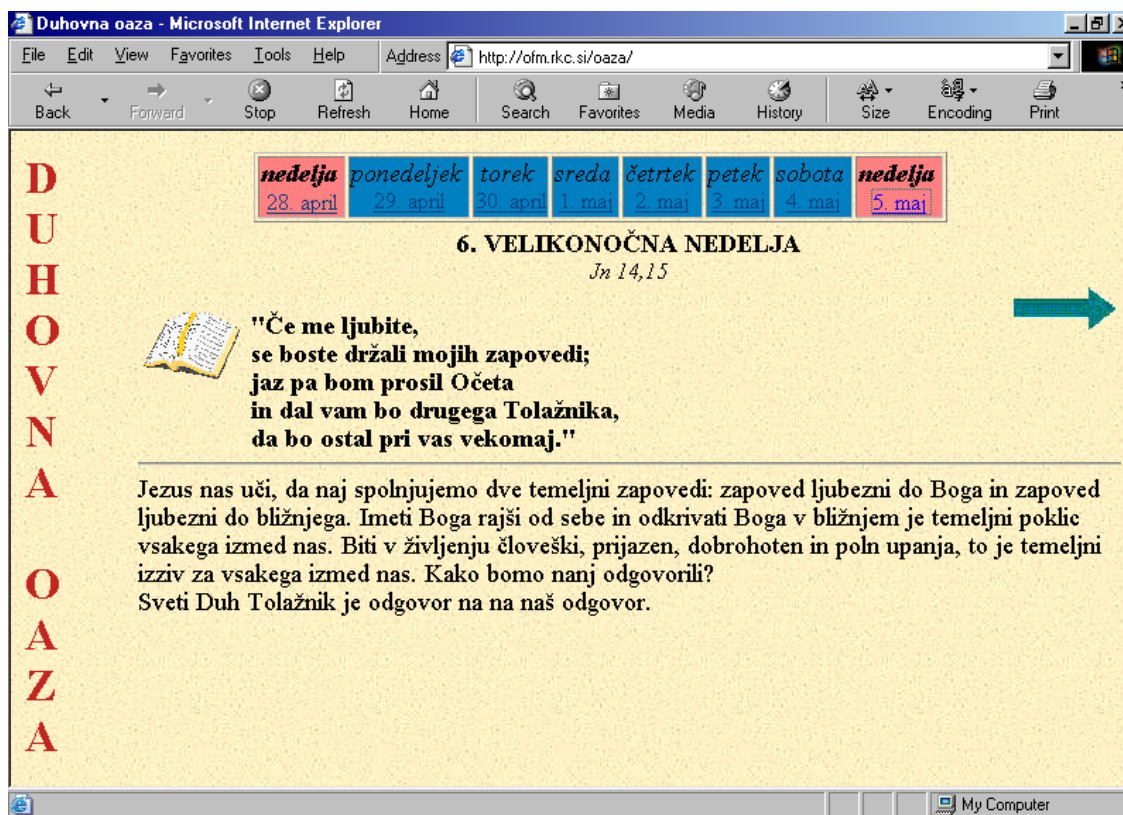 Duhovna oaza - Microsoft Internet Explorer
File Edit View Favorites Tools Help Address http://ofm.rkc.si/oaza/
Back Forward Stop Refresh Home Search Favorites Media History Size Encoding Print
DUHOVNA OAZA
nedelja ponedeljek torek sreda četrtek petek sobota nedelja
28. april 29. april 30. april 1. maj 2. maj 3. maj 4. maj 5. maj
6. VELIKONOČNA NEDELJA
Jn 14,15
"Če me ljubite,
se boste držali mojih zapovedi;
jaz pa bom prosil Očeta
in dal vam bo drugega Tolažnika,
da bo ostal pri vas vekomaj."
Jezus nas uči, da naj spolnjujemo dve temeljni zapovedi: zapoved ljubezni do Boga in zapoved
ljubezni do bližnjega. Imeti Boga rajši od sebe in odkrivati Boga v bližnjem je temeljni poklic
vsakega izmed nas. Biti v življenju človeški, prijazen, dobrohoten in poln upanja, to je temeljni
izziv za vsakega izmed nas. Kako bomo nanj odgovorili?
Sveti Duh Tolažnik je odgovor na na naš odgovor.
My Computer